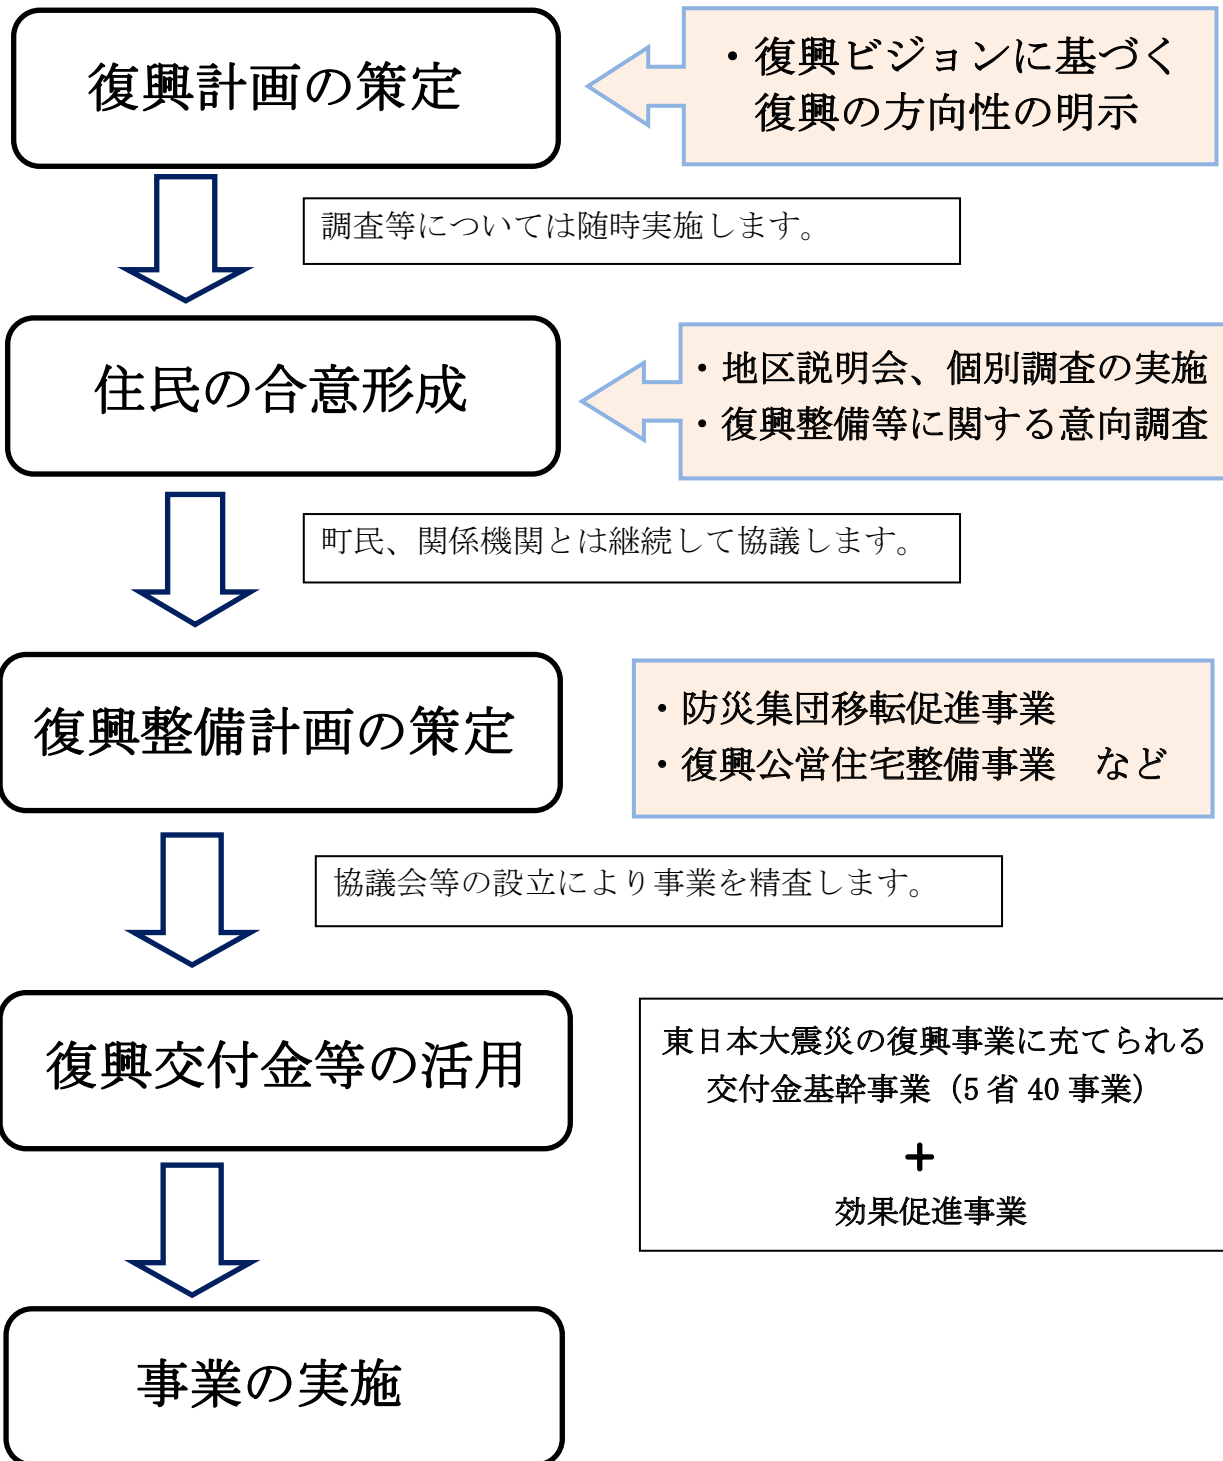 復興計画の策定
・復興ビジョンに基づく
復興の方向性の明示
調査等については随時実施します。
住民の合意形成
・地区説明会、個別調査の実施
・復興整備等に関する意向調査
町民、関係機関とは継続して協議します。
復興整備計画の策定
・防災集団移転促進事業
・復興公営住宅整備事業　など
協議会等の設立により事業を精査します。
復興交付金等の活用
東日本大震災の復興事業に充てられる
交付金基幹事業（5 省 40 事業）
＋
効果促進事業
事業の実施